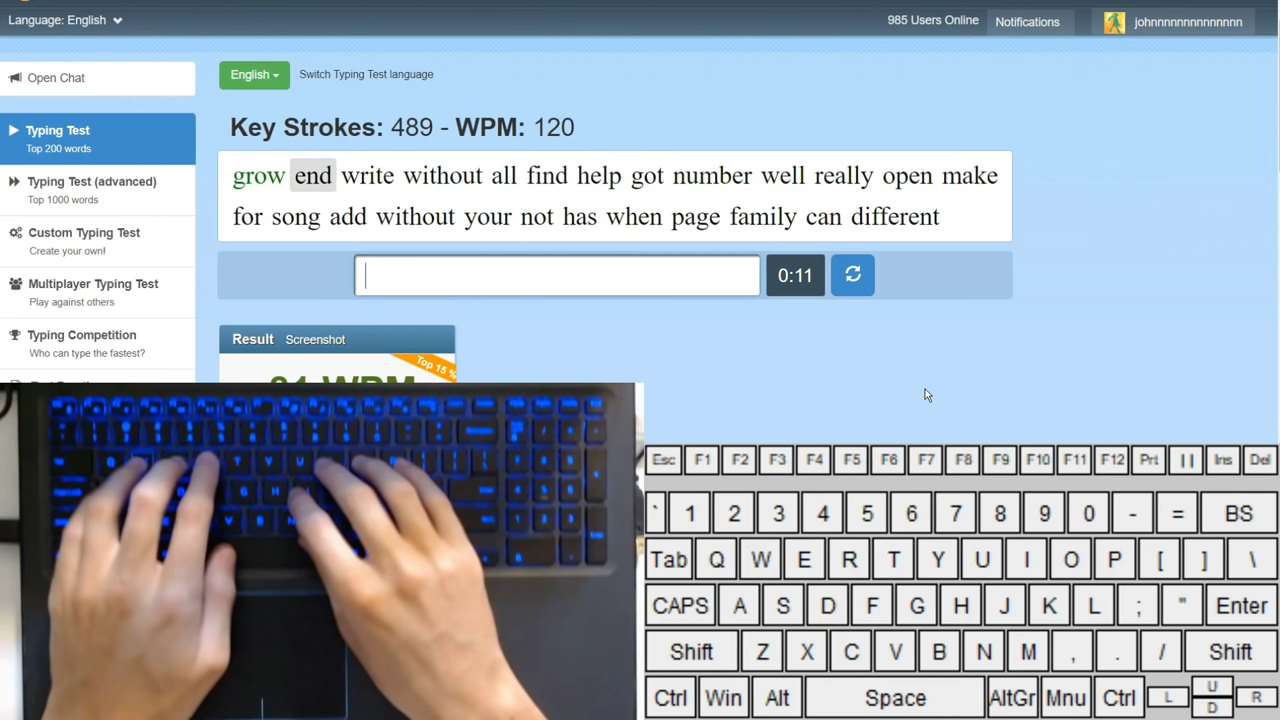 Language: English
985 Users Online Notifications johnnnnnnnnnnnnnnn
Open Chat
English Switch Typing Test language
Typing Test
Top 200 words
Key Strokes: 489 - WPM: 120
grow end write without all find help got number well really open make
for song add without your not has when page family can different
Typing Test (advanced)
Top 1000 words
Custom Typing Test
Create your own!
0:11
Multiplayer Typing Test
Play against others
Typing Competition
Who can type the fastest?
Result Screenshot
Top 15 %
WPM
Esc F1 F2 F3 F4 F5 F6 F7 F8 F9 F10 F11 F12 Prt || Ins Del
` 1 2 3 4 5 6 7 8 9 0 - = BS
Tab Q W E R T Y U I O P [ ] \
CAPS A S D F G H J K L ; " Enter
Shift Z X C V B N M , . / Shift
Ctrl Win Alt Space AltGr Mnu Ctrl L U D R